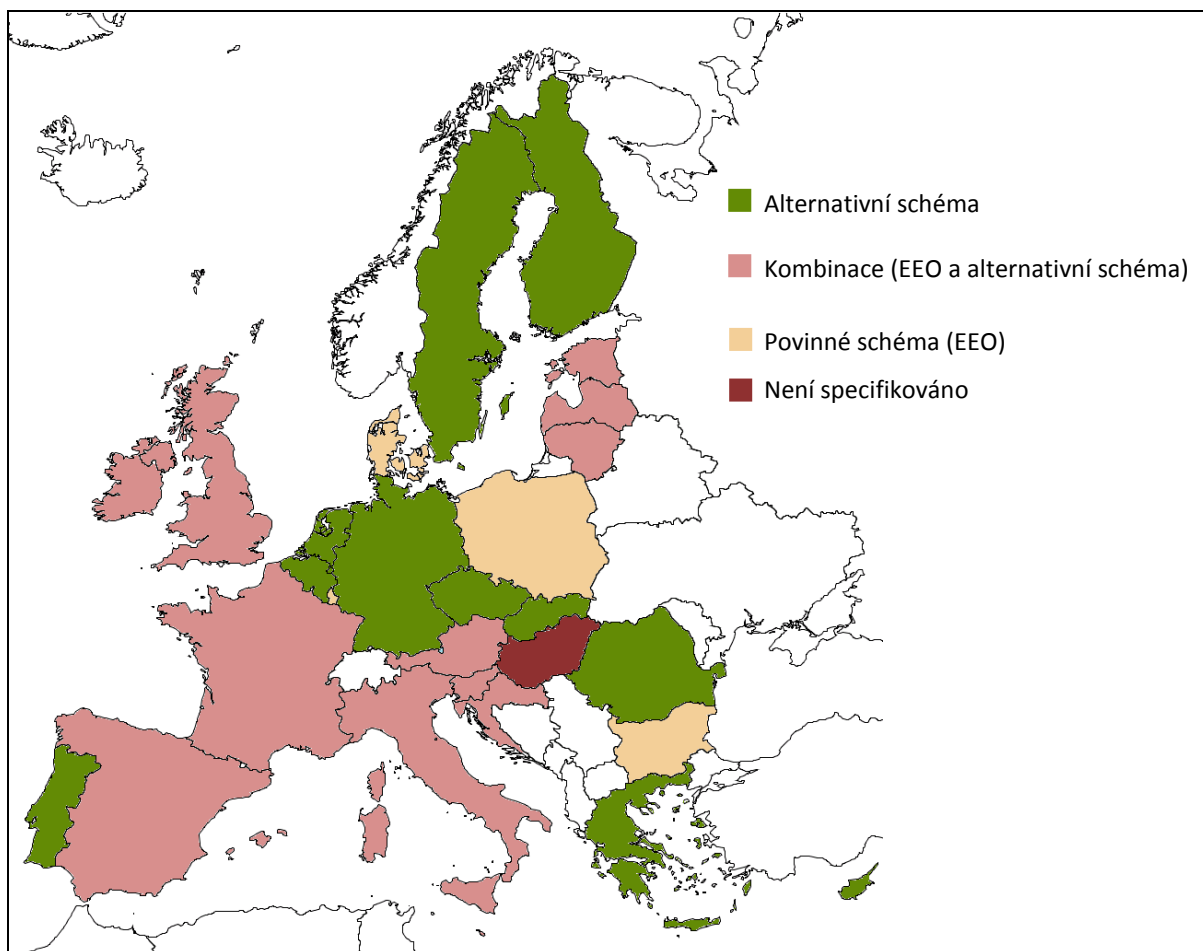 Alternativní schéma
Kombinace (EEO a alternativní schéma)
Povinné schéma (EEO)
Není specifikováno